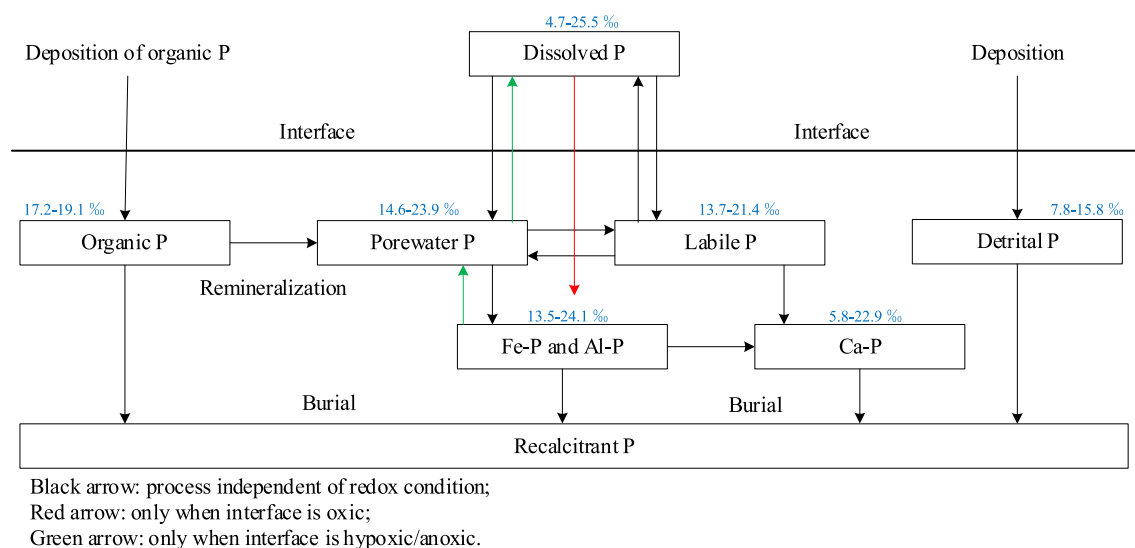 4.7-25.5 ‰
Deposition of organic P
Dissolved P
Deposition
Interface
Interface
17.2-19.1 ‰
14.6-23.9 ‰
13.7-21.4 ‰
7.8-15.8 ‰
Organic P
Porewater P
Labile P
Detrital P
Remineralization
13.5-24.1 ‰
5.8-22.9 ‰
Fe-P and Al-P
Ca-P
Burial
Burial
Recalcitrant P
Black arrow: process independent of redox condition;
Red arrow: only when interface is oxic;
Green arrow: only when interface is hypoxic/anoxic.